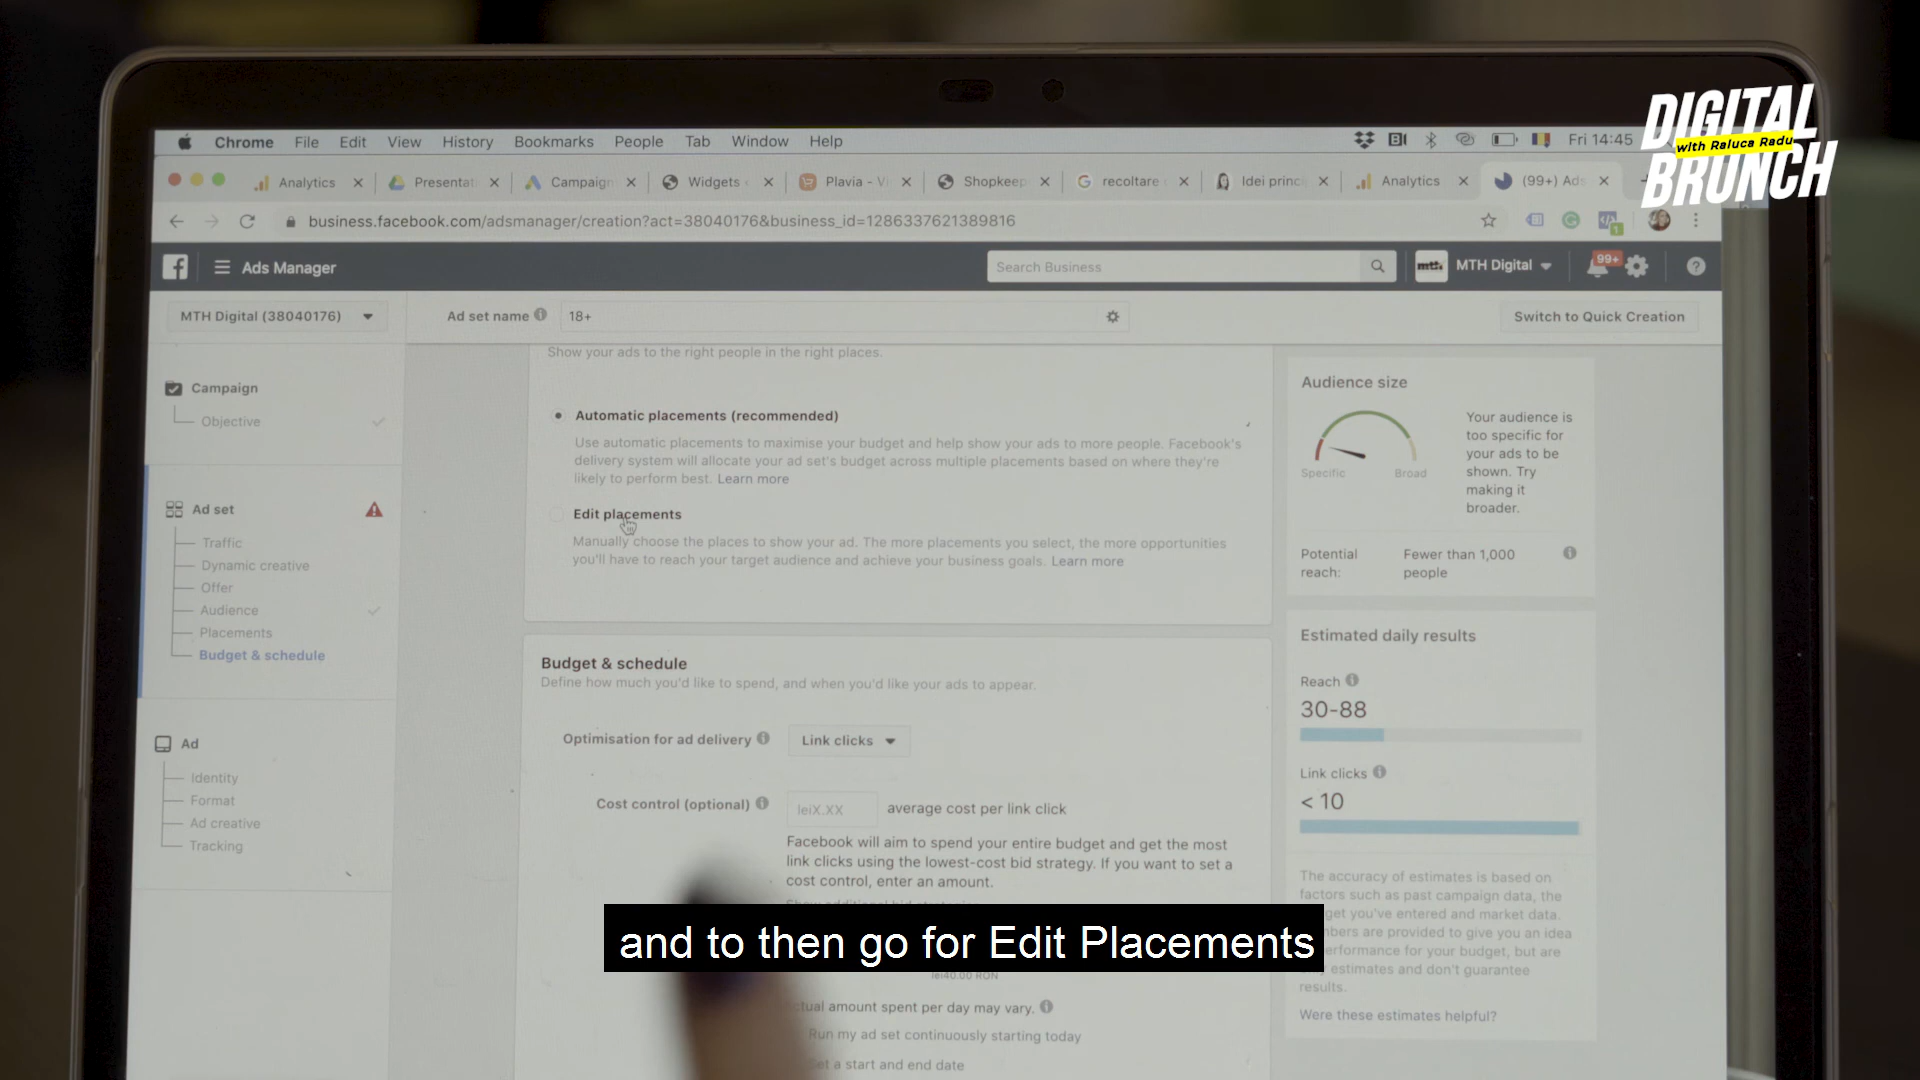 DIGITAL
with Raluca Radu
BRUNCH
Chrome File Edit View History Bookmarks People Tab Window Help Fri 14:45
Analytics Presentat Campaign Widgets Plavia - V Shopkeep recoltare Idei princ Analytics (99+) Ads
business.facebook.com/adsmanager/creation?act=38040176&business_id=1286337621389816
Ads Manager Search Business mth MTH Digital 99+
MTH Digital (38040176) Ad set name 18+ Switch to Quick Creation
Campaign
Objective
Ad set
Traffic
Dynamic creative
Offer
Audience
Placements
Budget & schedule
Ad
Identity
Format
Ad creative
Tracking
Show your ads to the right people in the right places.
Automatic placements (recommended)
Use automatic placements to maximise your budget and help show your ads to more people. Facebook's
delivery system will allocate your ad set's budget across multiple placements based on where they're
likely to perform best. Learn more
Edit placements
Manually choose the places to show your ad. The more placements you select, the more opportunities
you'll have to reach your target audience and achieve your business goals. Learn more
Budget & schedule
Define how much you'd like to spend, and when you'd like your ads to appear.
Optimisation for ad delivery Link clicks
Cost control (optional) leiX.XX average cost per link click
Facebook will aim to spend your entire budget and get the most
link clicks using the lowest-cost bid strategy. If you want to set a
cost control, enter an amount.
and to then go for Edit Placements
lei40.00 RON
amount spent per day may vary.
Run my ad set continuously starting today
a start and end date
Audience size
Specific Broad
Your audience is
too specific for
your ads to be
shown. Try
making it
broader.
Potential
reach:
Fewer than 1,000
people
Estimated daily results
Reach
30-88
Link clicks
< 10
The accuracy of estimates is based on
factors such as past campaign data, the
you've entered and market data.
are provided to give you an idea
performance for your budget, but are
estimates and don't guarantee
results.
Were these estimates helpful?